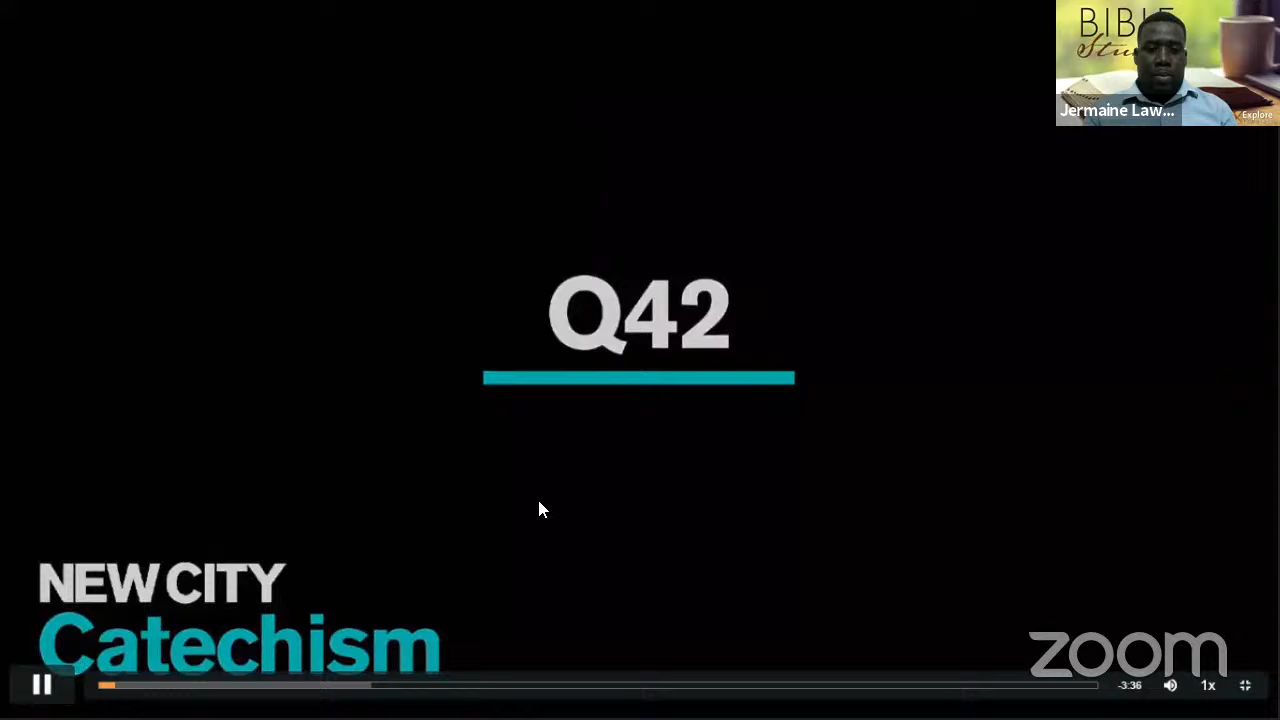 BIBLE
Jermaine Law...
Explore
Q42
NEW CITY
Catechism
zoom
-3:36
1x